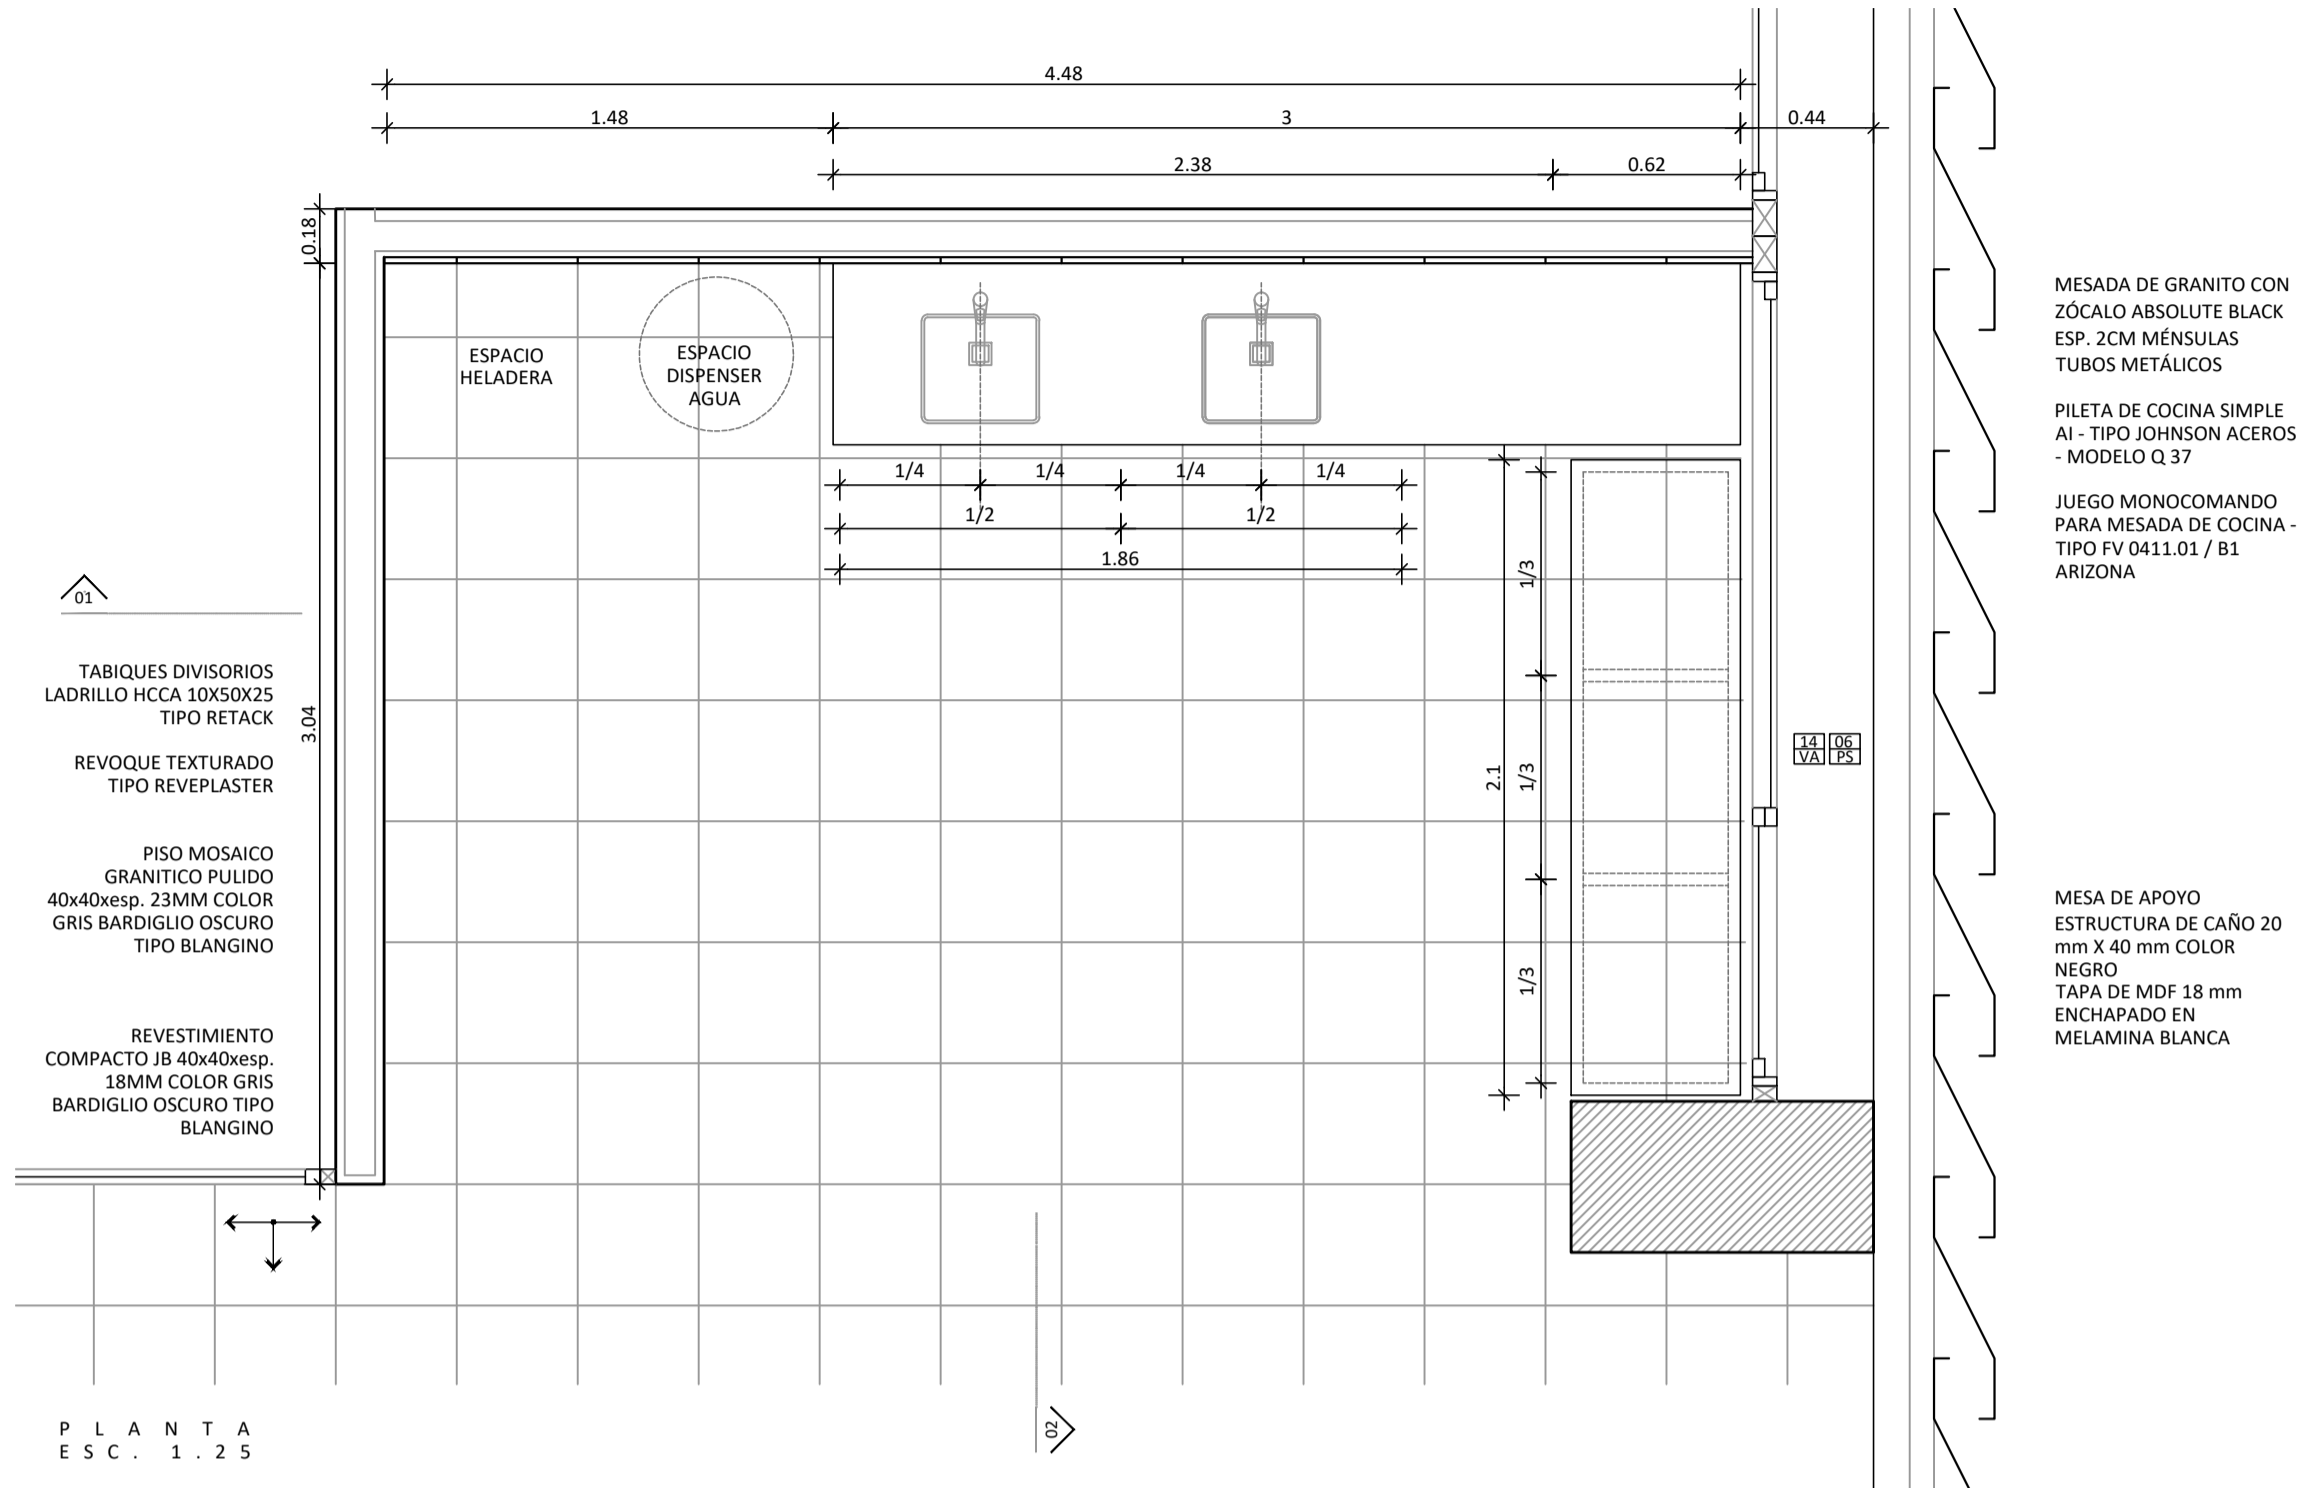 4.48
1.48
3
0.44
2.38
0.62
0.18
ESPACIO
HELADERA
ESPACIO
DISPENSER
AGUA
MESADA DE GRANITO CON
ZÓCALO ABSOLUTE BLACK
ESP. 2CM MÉNSULAS
TUBOS METÁLICOS
PILETA DE COCINA SIMPLE
AI - TIPO JOHNSON ACEROS
- MODELO Q 37
JUEGO MONOCOMANDO
PARA MESADA DE COCINA -
TIPO FV 0411.01 / B1
ARIZONA
1/4
1/4
1/4
1/4
1/2
1/2
1.86
1/3
1/3
1/3
2.1
01
3.04
TABIQUES DIVISORIOS
LADRILLO HCCA 10X50X25
TIPO RETACK
REVOQUE TEXTURADO
TIPO REVEPLASTER
PISO MOSAICO
GRANITICO PULIDO
40x40xesp. 23MM COLOR
GRIS BARDIGLIO OSCURO
TIPO BLANGINO
REVESTIMIENTO
COMPACTO JB 40x40xesp.
18MM COLOR GRIS
BARDIGLIO OSCURO TIPO
BLANGINO
14
VA
06
PS
MESA DE APOYO
ESTRUCTURA DE CAÑO 20
mm X 40 mm COLOR
NEGRO
TAPA DE MDF 18 mm
ENCHAPADO EN
MELAMINA BLANCA
02
PLANTA
ESC. 1.25